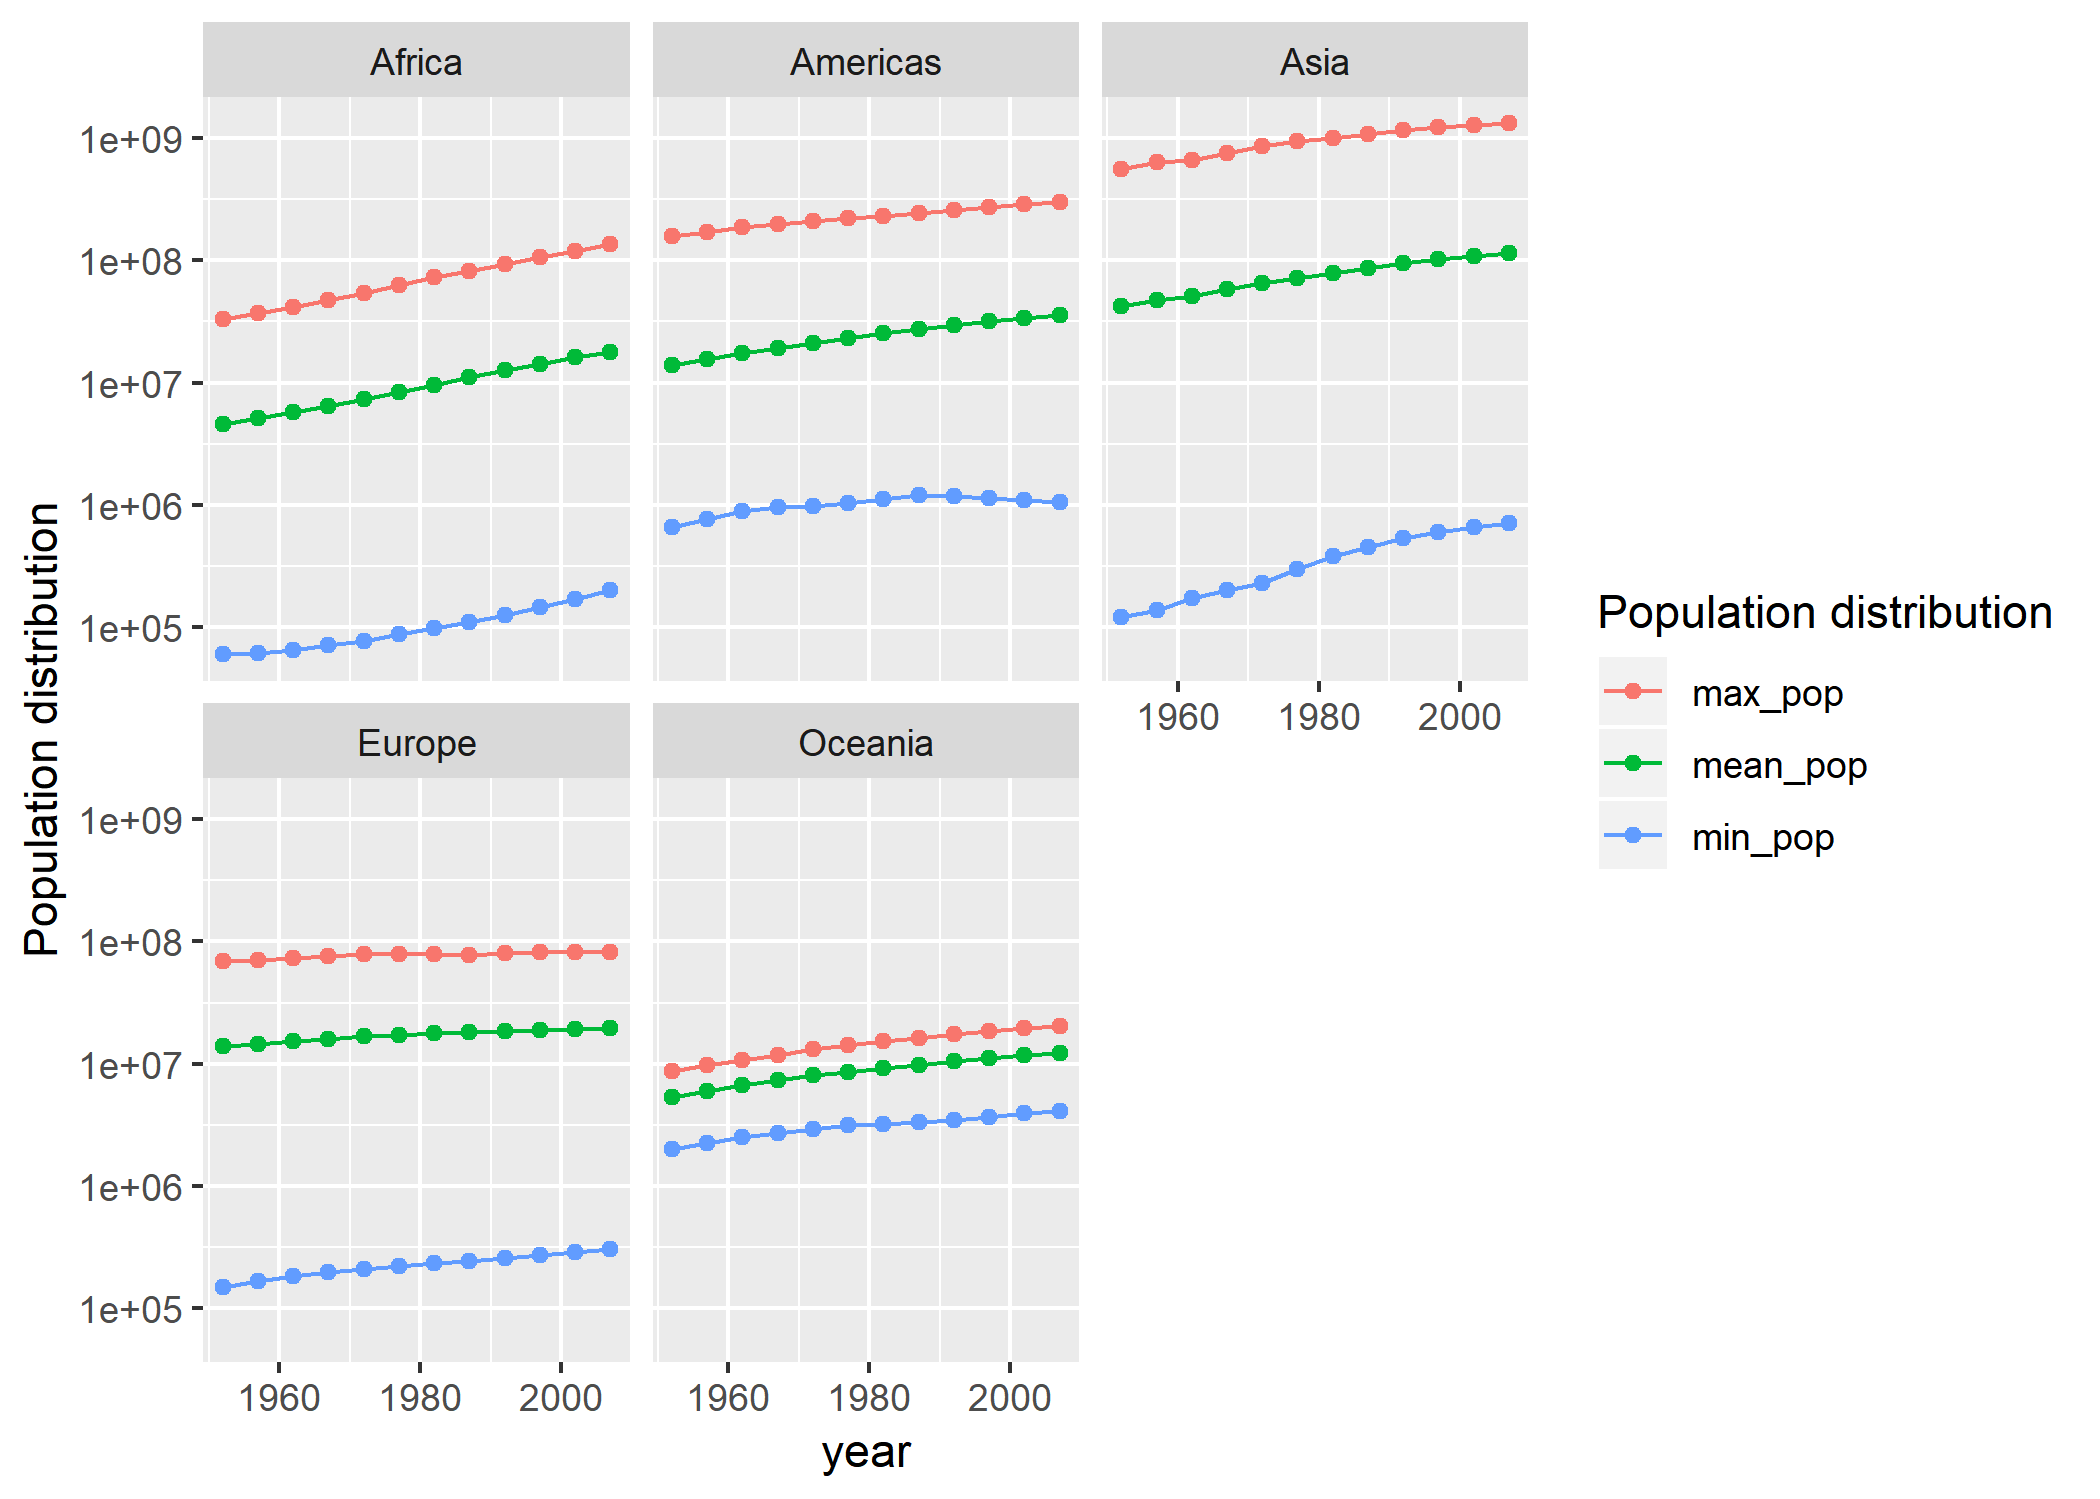 Africa
Americas
Asia
1e+09
1e+08
1e+07
1e+06
1e+05
1960 1980 2000
Europe
Oceania
1e+09
1e+08
1e+07
1e+06
1e+05
1960 1980 2000
1960 1980 2000
year
Population distribution
Population distribution
max_pop
mean_pop
min_pop